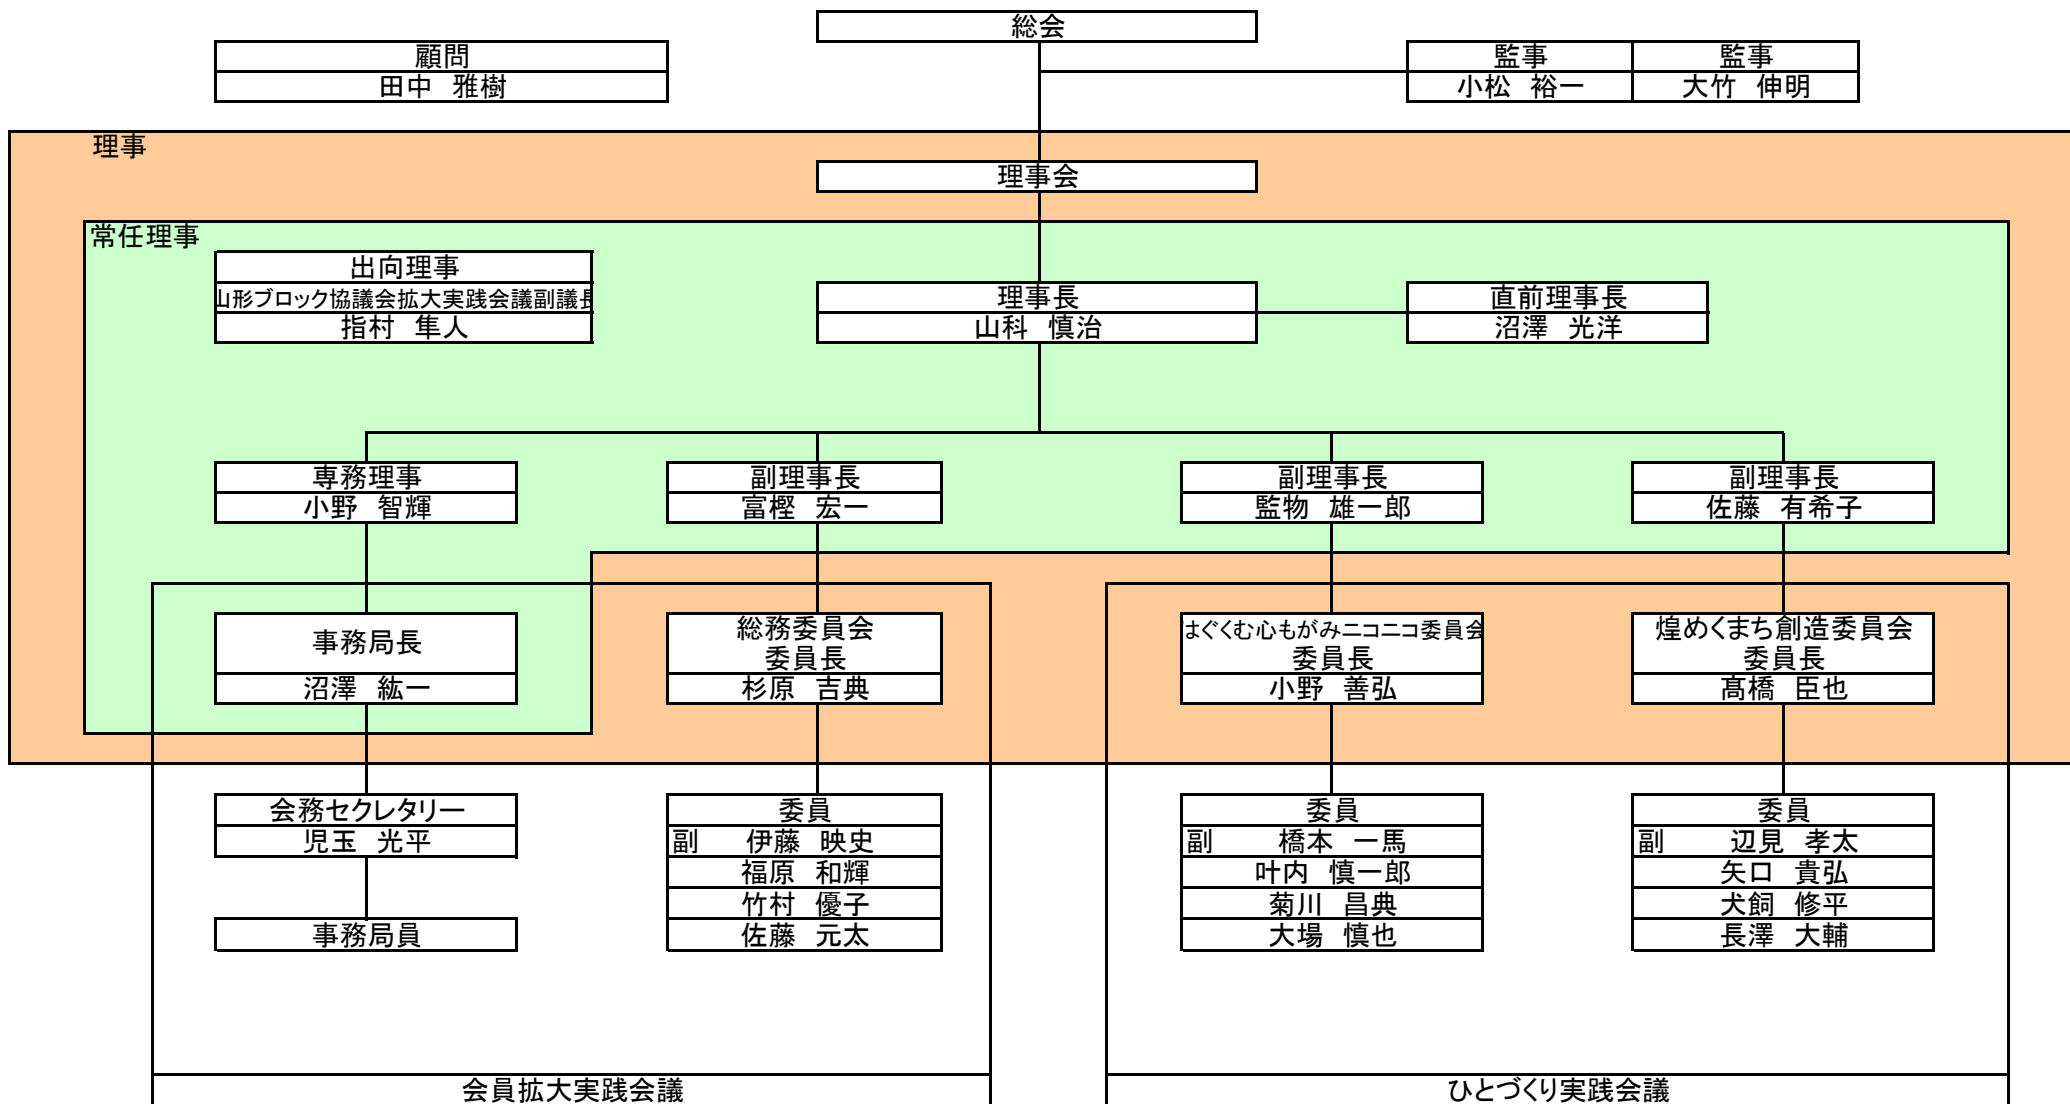 総会
顧問
田中 雅樹
監事 監事
小松 裕一 大竹 伸明
理事
理事会
常任理事
出向理事
山形ブロック協議会拡大実践会議副議長
指村 隼人
理事長
山科 慎治
直前理事長
沼澤 光洋
専務理事
小野 智輝
副理事長
富樫 宏一
副理事長
監物 雄一郎
副理事長
佐藤 有希子
事務局長
沼澤 紘一
総務委員会
委員長
杉原 吉典
はぐくむ心もがみニコニコ委員会
委員長
小野 善弘
煌めくまち創造委員会
委員長
髙橋 臣也
会務セクレタリー
児玉 光平
事務局員
委員
副 伊藤 映史
福原 和輝
竹村 優子
佐藤 元太
委員
副 橋本 一馬
叶内 慎一郎
菊川 昌典
大場 慎也
委員
副 辺見 孝太
矢口 貴弘
犬飼 修平
長澤 大輔
会員拡大実践会議
ひとづくり実践会議